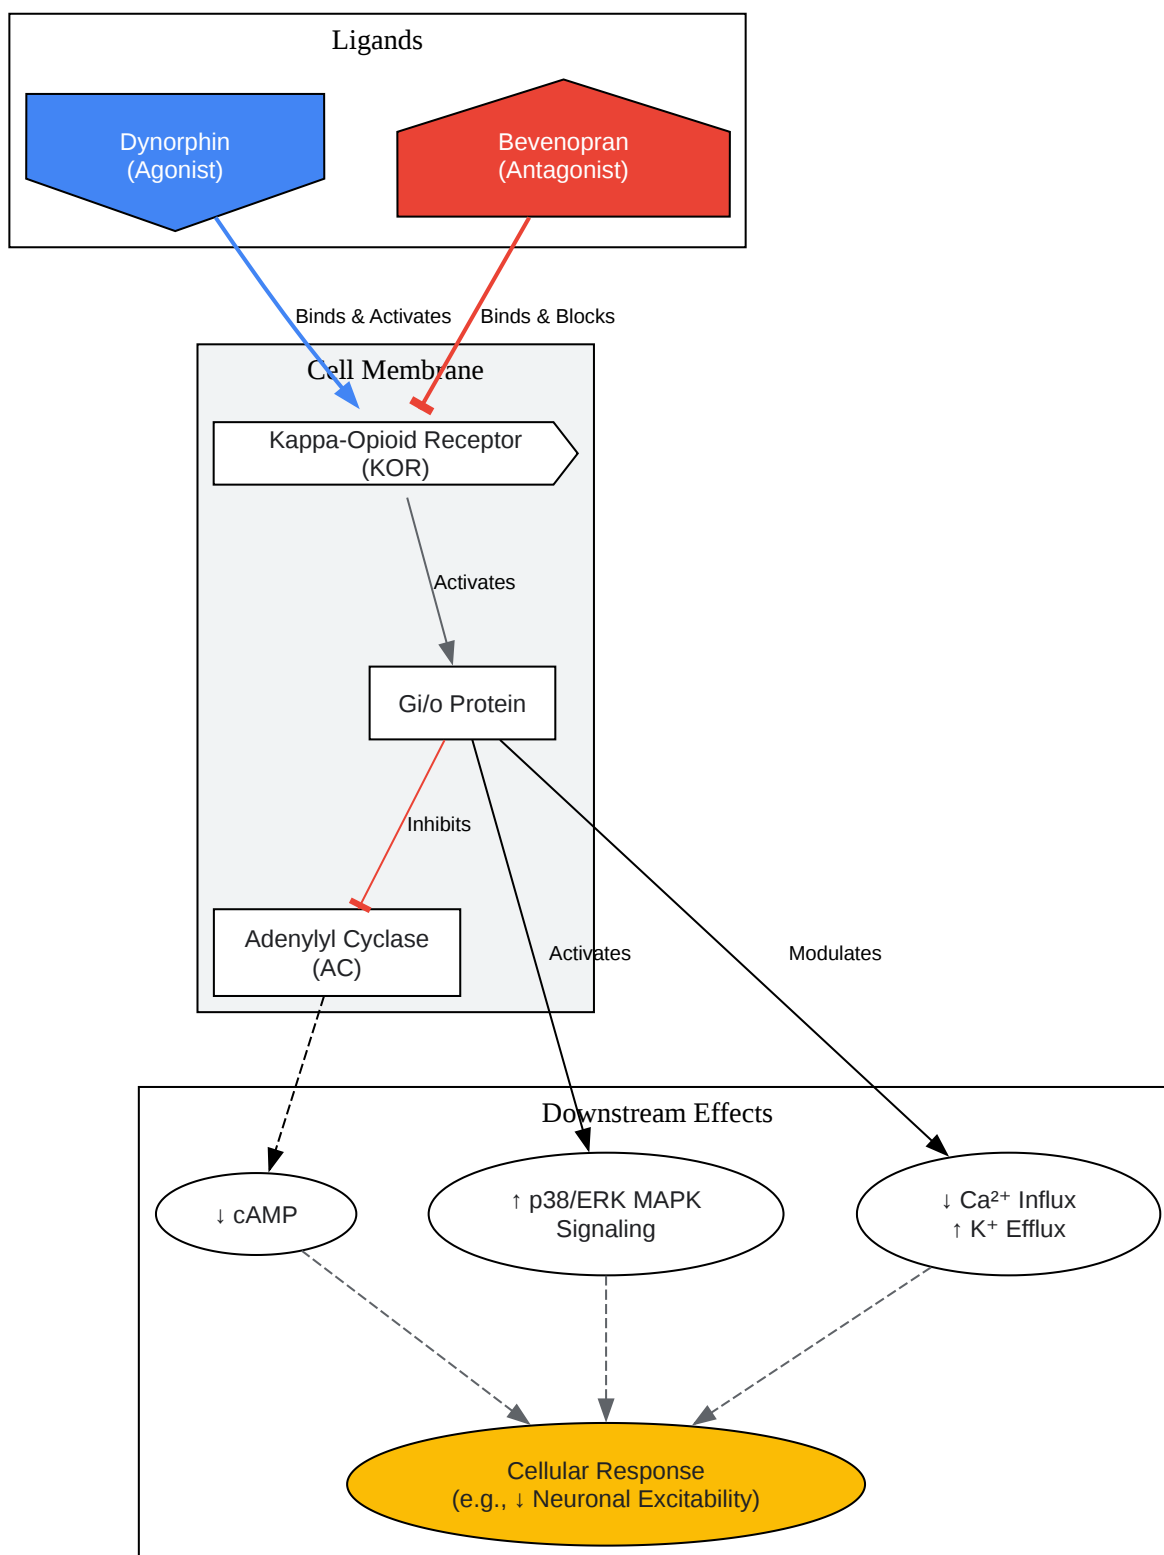 Ligands
Dynorphin
(Agonist)
Bevenopran
(Antagonist)
Binds & Activates
Binds & Blocks
Cell Membrane
Kappa-Opioid Receptor
(KOR)
Activates
Gi/o Protein
Inhibits
Adenylyl Cyclase
(AC)
Activates
Modulates
Downstream Effects
↓ cAMP
↑ p38/ERK MAPK
Signaling
↓ Ca²⁺ Influx
↑ K⁺ Efflux
Cellular Response
(e.g., ↓ Neuronal Excitability)